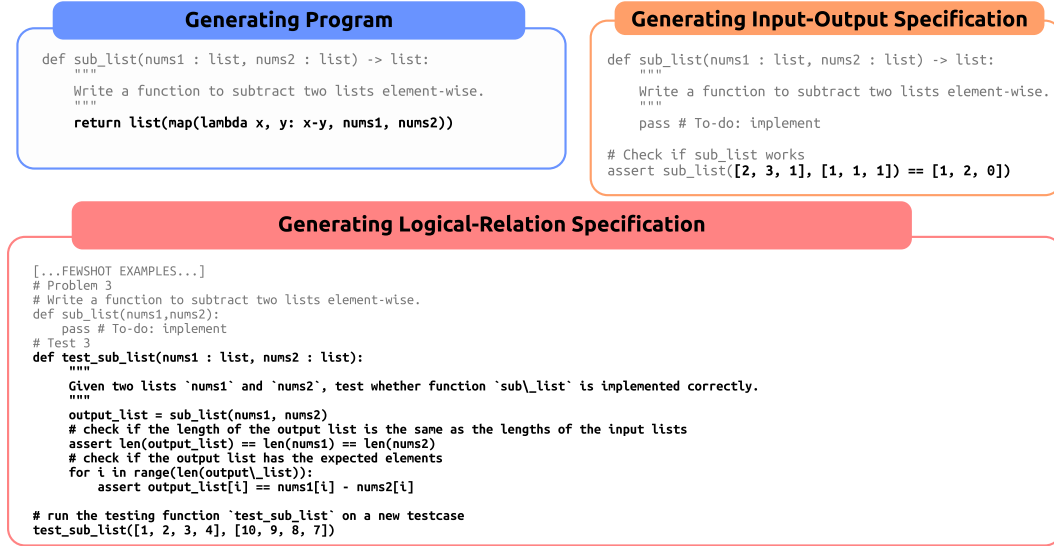 Generating Program
def sub_list(nums1 : list, nums2 : list) -> list:
    """
    Write a function to subtract two lists element-wise.
    """
    return list(map(lambda x, y: x-y, nums1, nums2))
Generating Input-Output Specification
def sub_list(nums1 : list, nums2 : list) -> list:
    """
    Write a function to subtract two lists element-wise.
    """
    pass # To-do: implement
# Check if sub_list works
assert sub_list([2, 3, 1], [1, 1, 1]) == [1, 2, 0])
Generating Logical-Relation Specification
[...FEWSHOT EXAMPLES...]
# Problem 3
# Write a function to subtract two lists element-wise.
def sub_list(nums1,nums2):
    pass # To-do: implement
# Test 3
def test_sub_list(nums1 : list, nums2 : list):
    """
    Given two lists `nums1` and `nums2`, test whether function `sub\_list` is implemented correctly.
    """
    output_list = sub_list(nums1, nums2)
    # check if the length of the output list is the same as the lengths of the input lists
    assert len(output_list) == len(nums1) == len(nums2)
    # check if the output list has the expected elements
    for i in range(len(output\_list)):
        assert output_list[i] == nums1[i] - nums2[i]
# run the testing function `test_sub_list` on a new testcase
test_sub_list([1, 2, 3, 4], [10, 9, 8, 7])